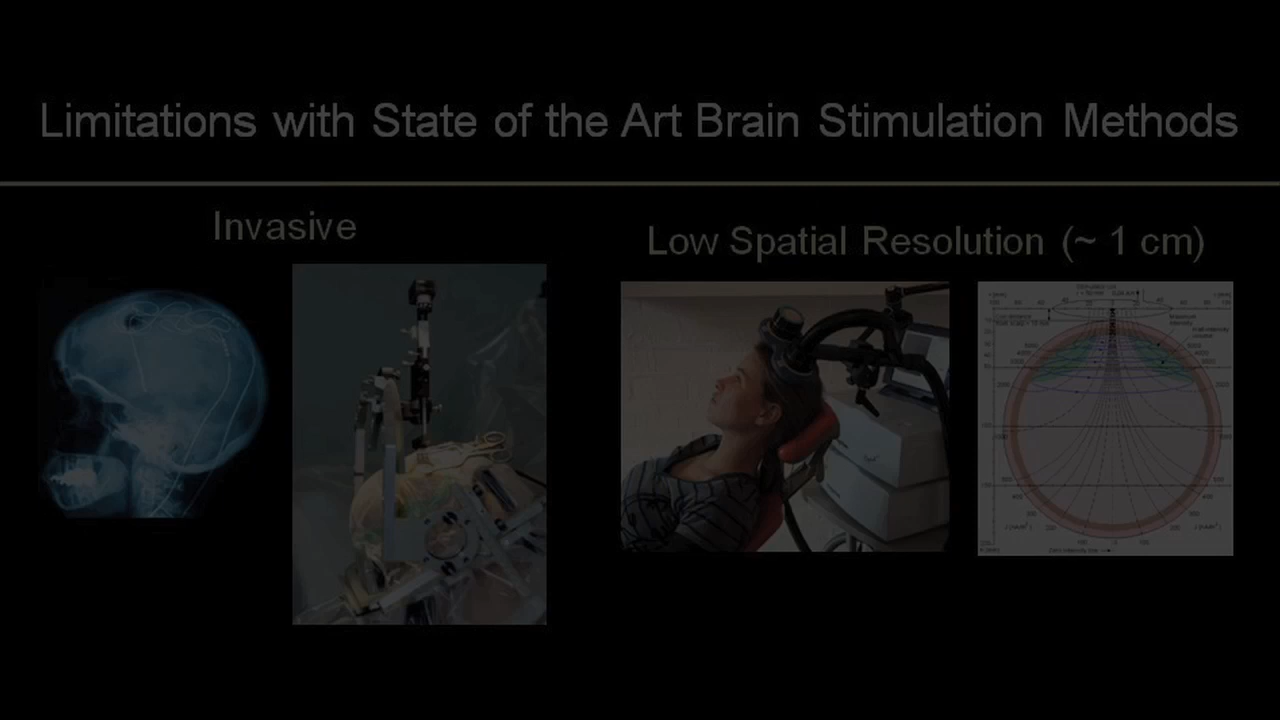 Limitations with State of the Art Brain Stimulation Methods
Invasive
Low Spatial Resolution (~ 1 cm)